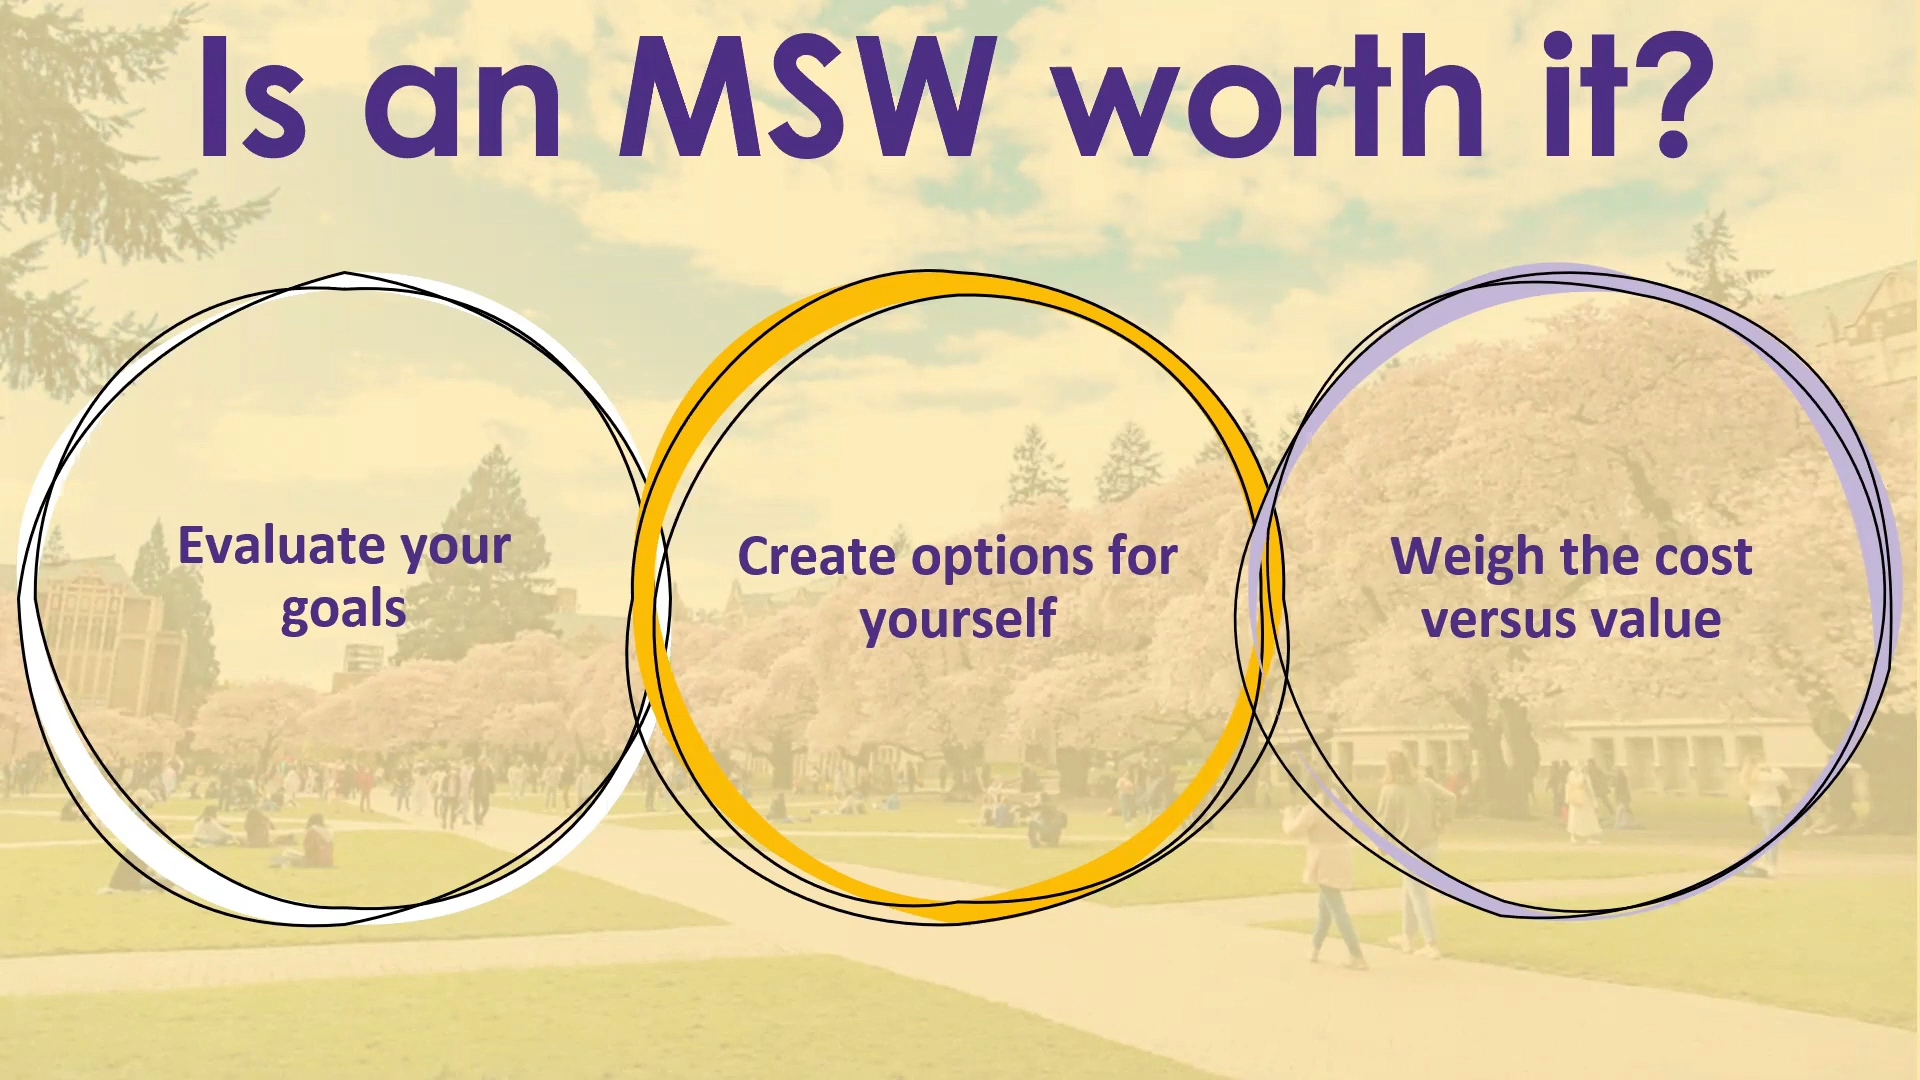 Is an MSW worth it?
Evaluate your
goals
Create options for
yourself
Weigh the cost
versus value